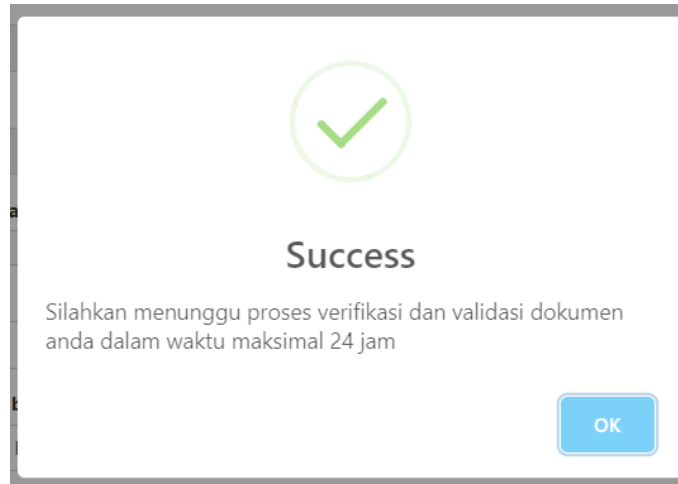 Success
Silahkan menunggu proses verifikasi dan validasi dokumen
anda dalam waktu maksimal 24 jam
OK